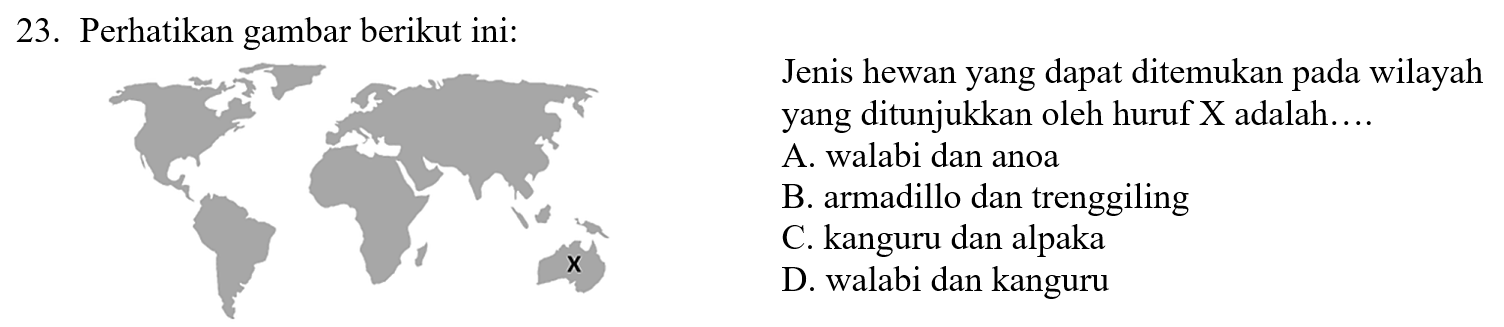 23. Perhatikan gambar berikut ini:
X
Jenis hewan yang dapat ditemukan pada wilayah
yang ditunjukkan oleh huruf X adalah….
A. walabi dan anoa
B. armadillo dan trenggiling
C. kanguru dan alpaka
D. walabi dan kanguru